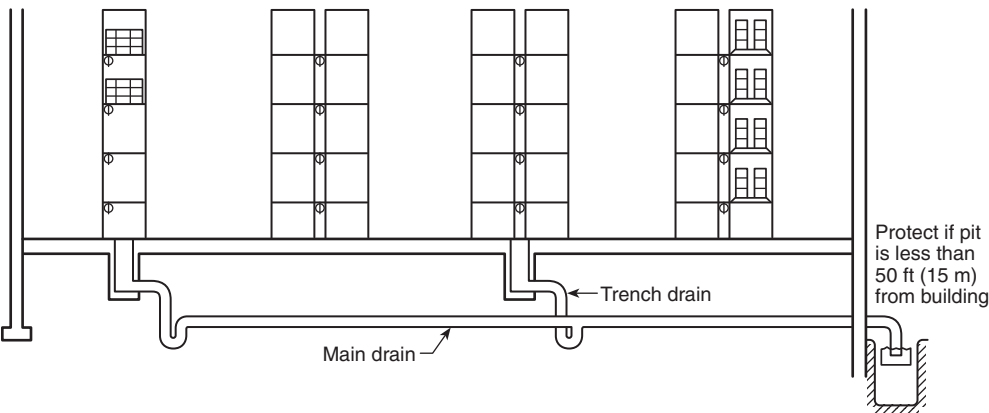 Protect if pit
is less than
50 ft (15 m)
from building
Trench drain
Main drain